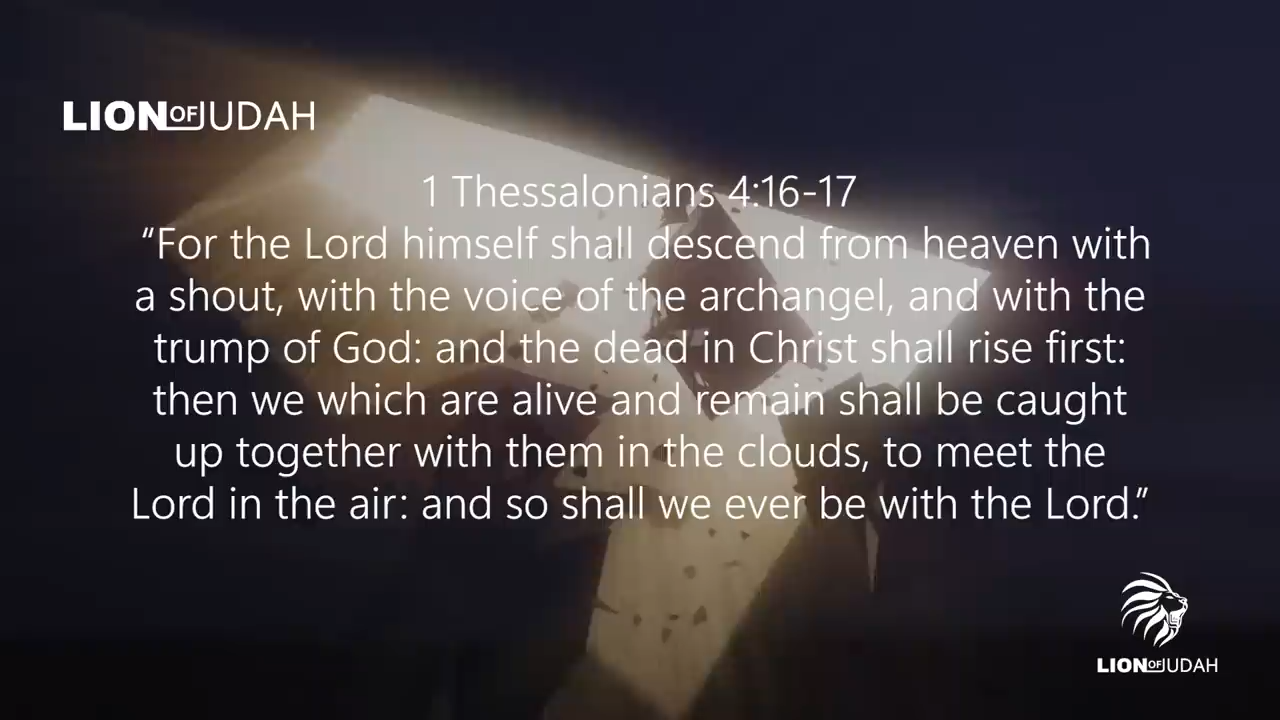 LIONOFJUDAH
1 Thessalonians 4:16-17
“For the Lord himself shall descend from heaven with
a shout, with the voice of the archangel, and with the
trump of God: and the dead in Christ shall rise first:
then we which are alive and remain shall be caught
up together with them in the clouds, to meet the
Lord in the air: and so shall we ever be with the Lord.”
LIONOFJUDAH